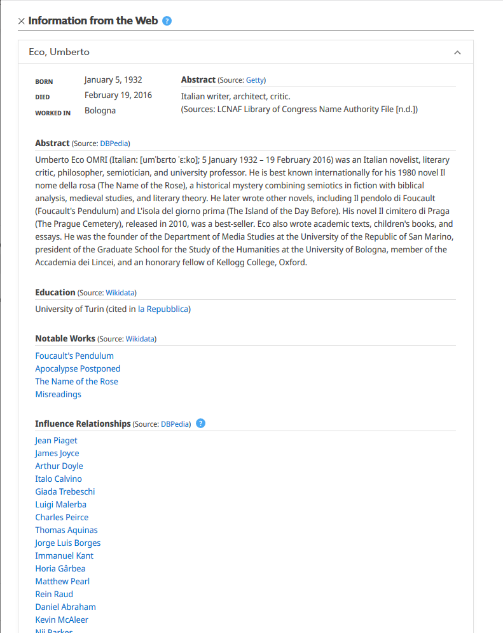 Information from the Web ?
Eco, Umberto
BORN January 5, 1932
DIED February 19, 2016
WORKED IN Bologna
Abstract (Source: Getty)
Italian writer, architect, critic.
(Sources: LCNAF Library of Congress Name Authority File [n.d.])
Abstract (Source: DBPedia)
Umberto Eco OMRI (Italian: [umˈbɛrto ˈɛːko]; 5 January 1932 – 19 February 2016) was an Italian novelist, literary
critic, philosopher, semiotician, and university professor. He is best known internationally for his 1980 novel Il
nome della rosa (The Name of the Rose), a historical mystery combining semiotics in fiction with biblical
analysis, medieval studies, and literary theory. He later wrote other novels, including Il pendolo di Foucault
(Foucault's Pendulum) and L'isola del giorno prima (The Island of the Day Before). His novel Il cimitero di Praga
(The Prague Cemetery), released in 2010, was a best-seller. Eco also wrote academic texts, children's books, and
essays. He was the founder of the Department of Media Studies at the University of the Republic of San Marino,
president of the Graduate School for the Study of the Humanities at the University of Bologna, member of the
Accademia dei Lincei, and an honorary fellow of Kellogg College, Oxford.
Education (Source: Wikidata)
University of Turin (cited in la Repubblica)
Notable Works (Source: Wikidata)
Foucault's Pendulum
Apocalypse Postponed
The Name of the Rose
Misreadings
Influence Relationships (Source: DBPedia) ?
Jean Piaget
James Joyce
Arthur Doyle
Italo Calvino
Giada Trebeschi
Luigi Malerba
Charles Peirce
Thomas Aquinas
Jorge Luis Borges
Immanuel Kant
Horia Gârbea
Matthew Pearl
Rein Raud
Daniel Abraham
Kevin McAleer